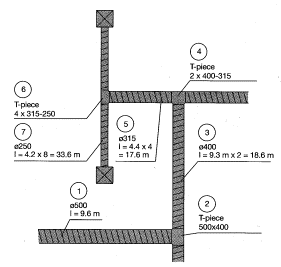 4
T-piece
2 x 400-315
6
T-piece
4 x 315-250
7
ø250
l = 4.2 x 8 = 33.6 m
5
ø315
l = 4.4 x 4
= 17.6 m
3
ø400
l = 9.3 m x 2 = 18.6 m
1
ø500
l = 9.6 m
2
T-piece
500x400